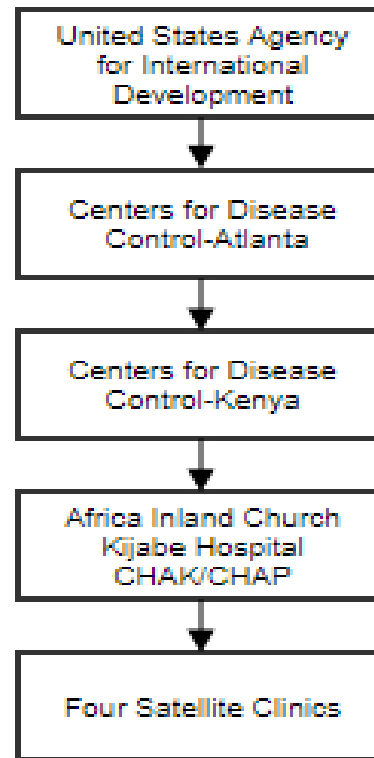 United States Agency
for International
Development
Centers for Disease
Control-Atlanta
Centers for Disease
Control-Kenya
Africa Inland Church
Kijabe Hospital
CHAK/CHAP
Four Satellite Clinics